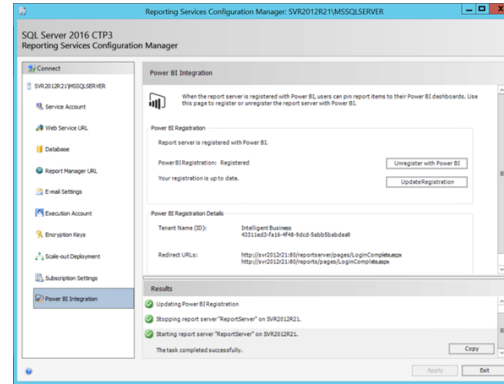 Reporting Services Configuration Manager: SVR2012R21\MSSQLSERVER
SQL Server 2016 CTP3
Reporting Services Configuration Manager
Connect
SVR2012R21\MSSQLSERVER
Service Account
Web Service URL
Database
Report Manager URL
E-mail Settings
Execution Account
Encryption Keys
Scale-out Deployment
Subscription Settings
Power BI Integration
Power BI Integration
When the report server is registered with Power BI, users can pin report items to their Power BI dashboards. Use
this page to register or unregister the report server with Power BI.
Power BI Registration
Report server is registered with Power BI.
Power BI Registration: Registered
Unregister with Power BI
Your registration is up to date.
Update Registration
Power BI Registration Details
Tenant Name (ID):
Intelligent Business
Redirect URLs:
http://svr2012r21:80/reportserver/pages/LoginComplete.aspx
http://svr2012r21:80/reports/pages/LoginComplete.aspx
Results
Updating Power BI Registration
Stopping report server "ReportServer" on SVR2012R21.
Starting report server "ReportServer" on SVR2012R21.
The task completed successfully.
Copy
Apply
Exit